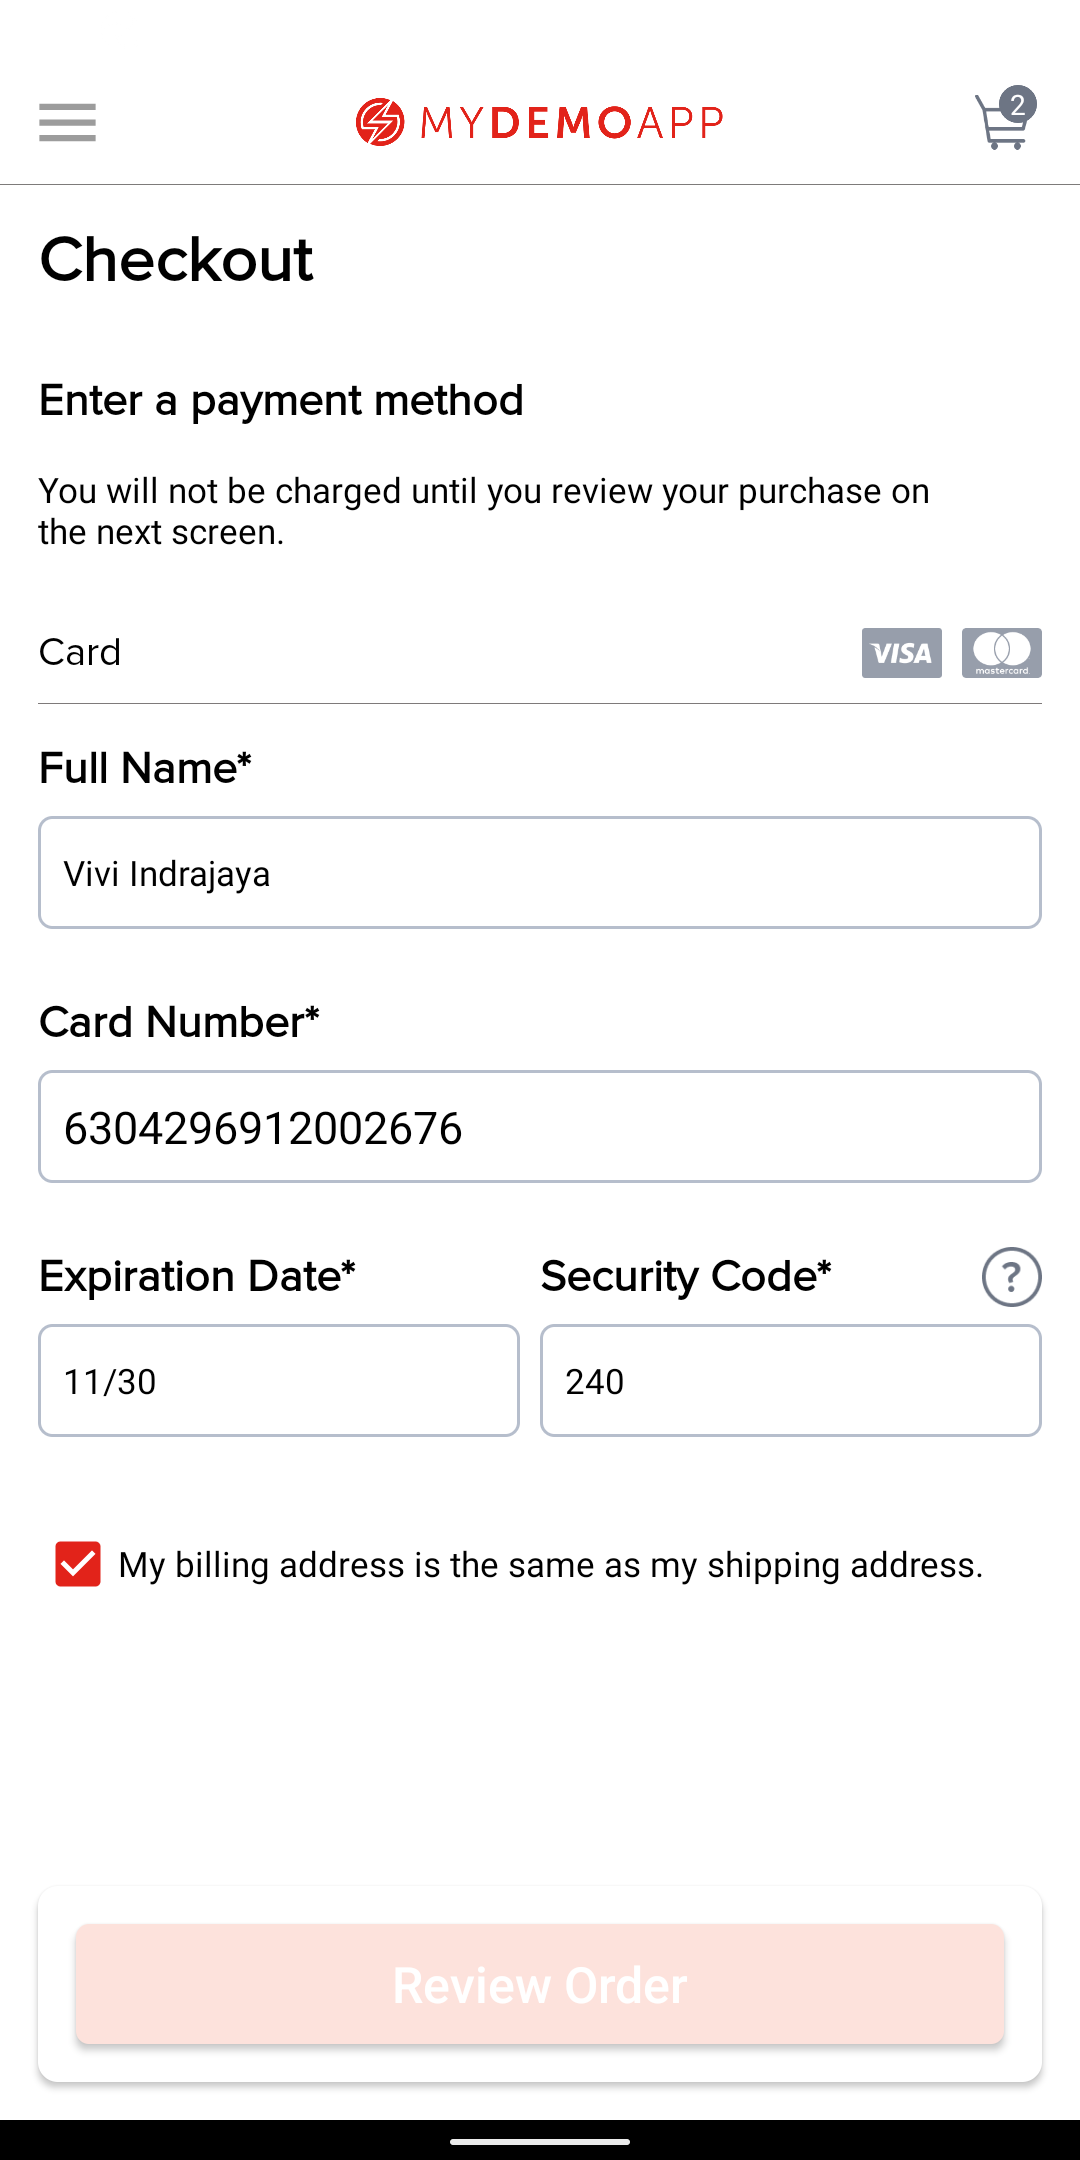 MYDEMOAPP
2
Checkout
Enter a payment method
You will not be charged until you review your purchase on
the next screen.
Card
VISA
mastercard
Full Name*
Vivi Indrajaya
Card Number*
6304296912002676
Expiration Date*
Security Code*
?
11/30
240
My billing address is the same as my shipping address.
Review Order